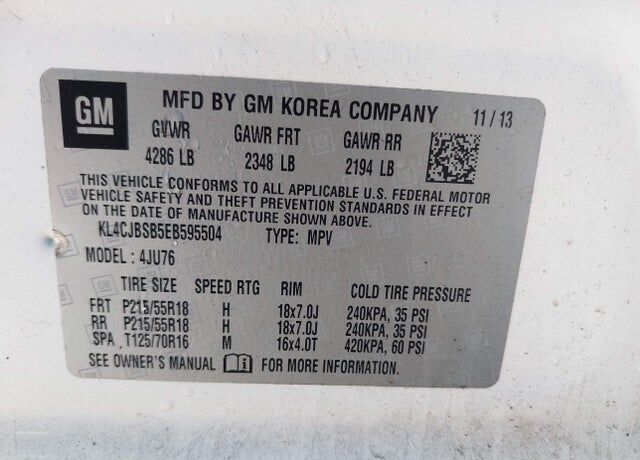 GM MFD BY GM KOREA COMPANY 11/13
GVWR GAWR FRT GAWR RR
4286 LB 2348 LB 2194 LB
THIS VEHICLE CONFORMS TO ALL APPLICABLE U.S. FEDERAL MOTOR
VEHICLE SAFETY AND THEFT PREVENTION STANDARDS IN EFFECT
ON THE DATE OF MANUFACTURE SHOWN ABOVE.
KL4CJBSB5EB595504 TYPE: MPV
MODEL: 4JU76
TIRE SIZE SPEED RTG RIM COLD TIRE PRESSURE
FRT P215/55R18 H 18x7.0J 240KPA, 35 PSI
RR P215/55R18 H 18x7.0J 240KPA, 35 PSI
SPA T125/70R16 M 16x4.0T 420KPA, 60 PSI
SEE OWNER'S MANUAL FOR MORE INFORMATION.